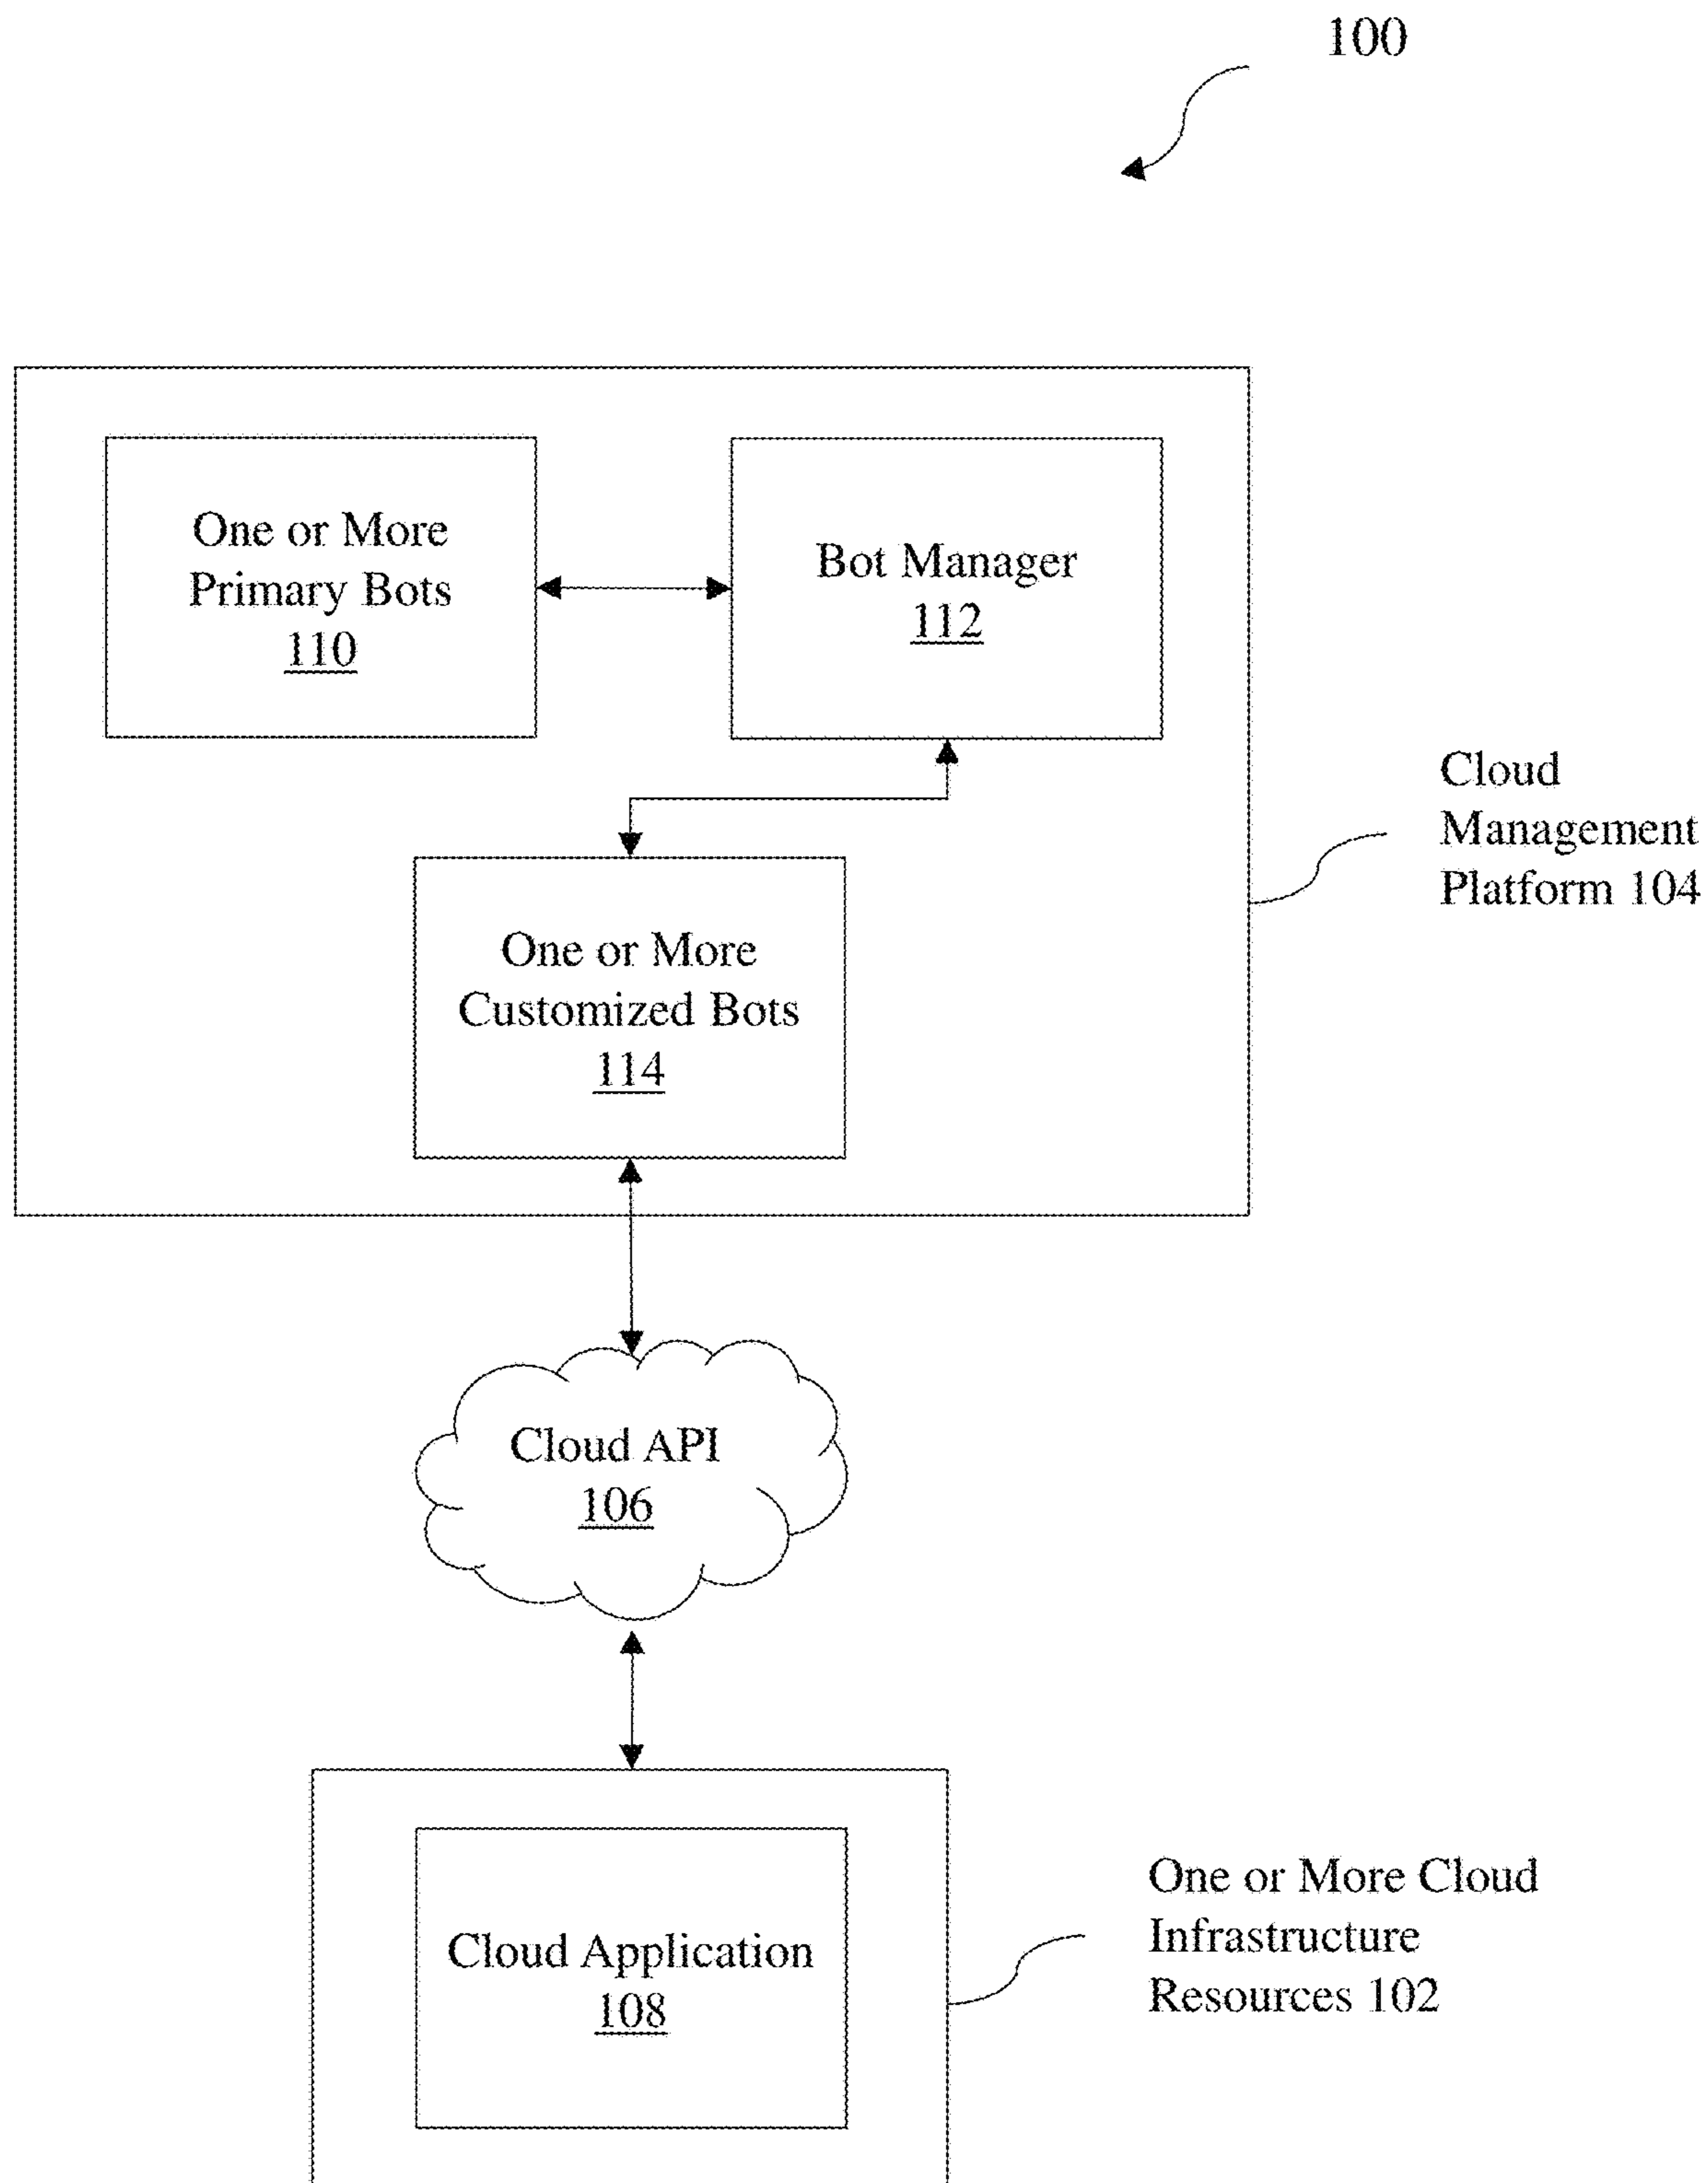 100
One or More
Primary Bots
110
Bot Manager
112
Cloud
Management
Platform 104
One or More
Customized Bots
114
Cloud API
106
Cloud Application
108
One or More Cloud
Infrastructure
Resources 102